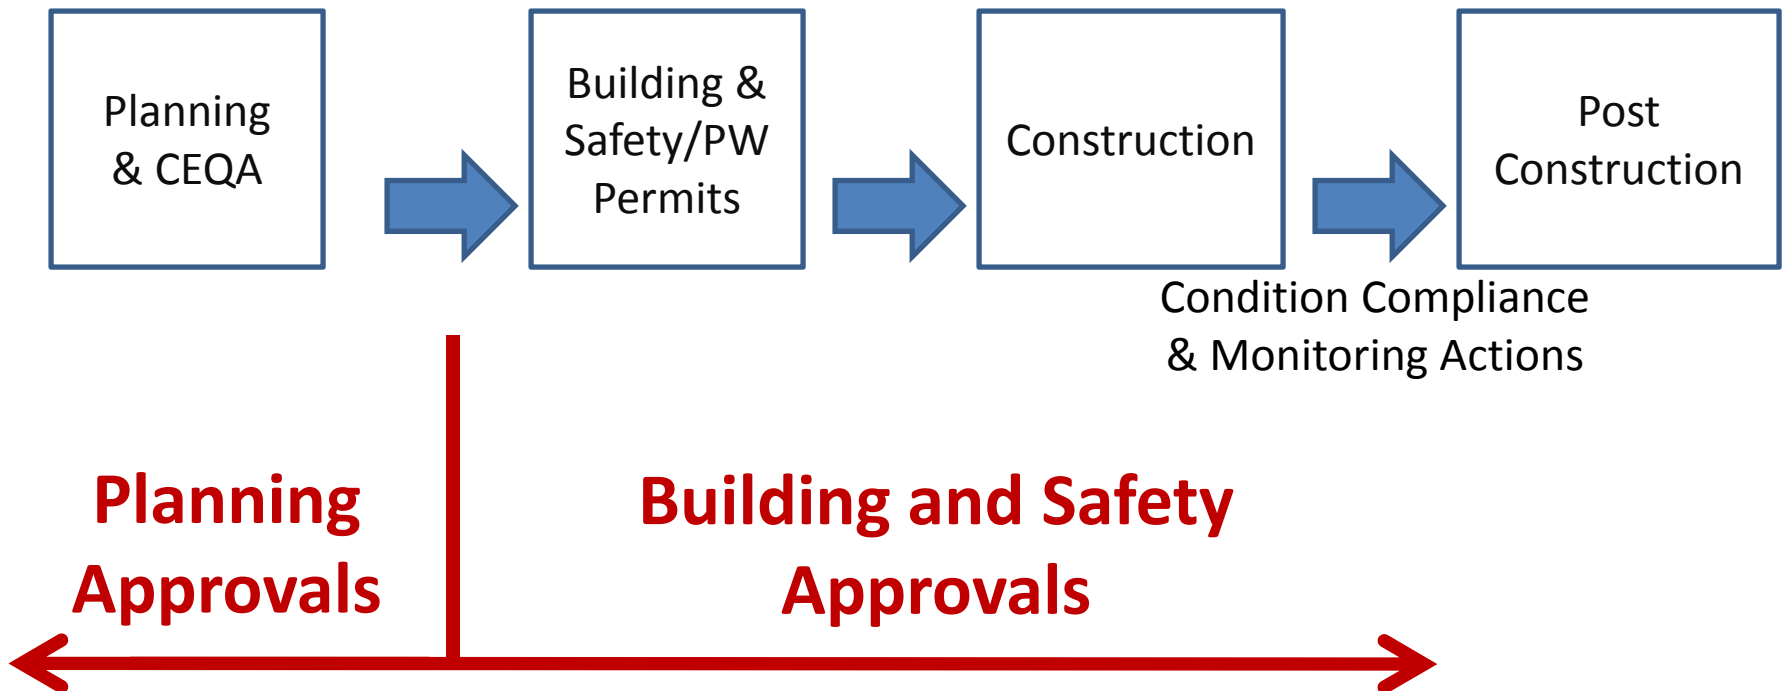 Planning
& CEQA
Building &
Safety/PW
Permits
Construction
Post
Construction
Condition Compliance
& Monitoring Actions
Planning
Approvals
Building and Safety
Approvals